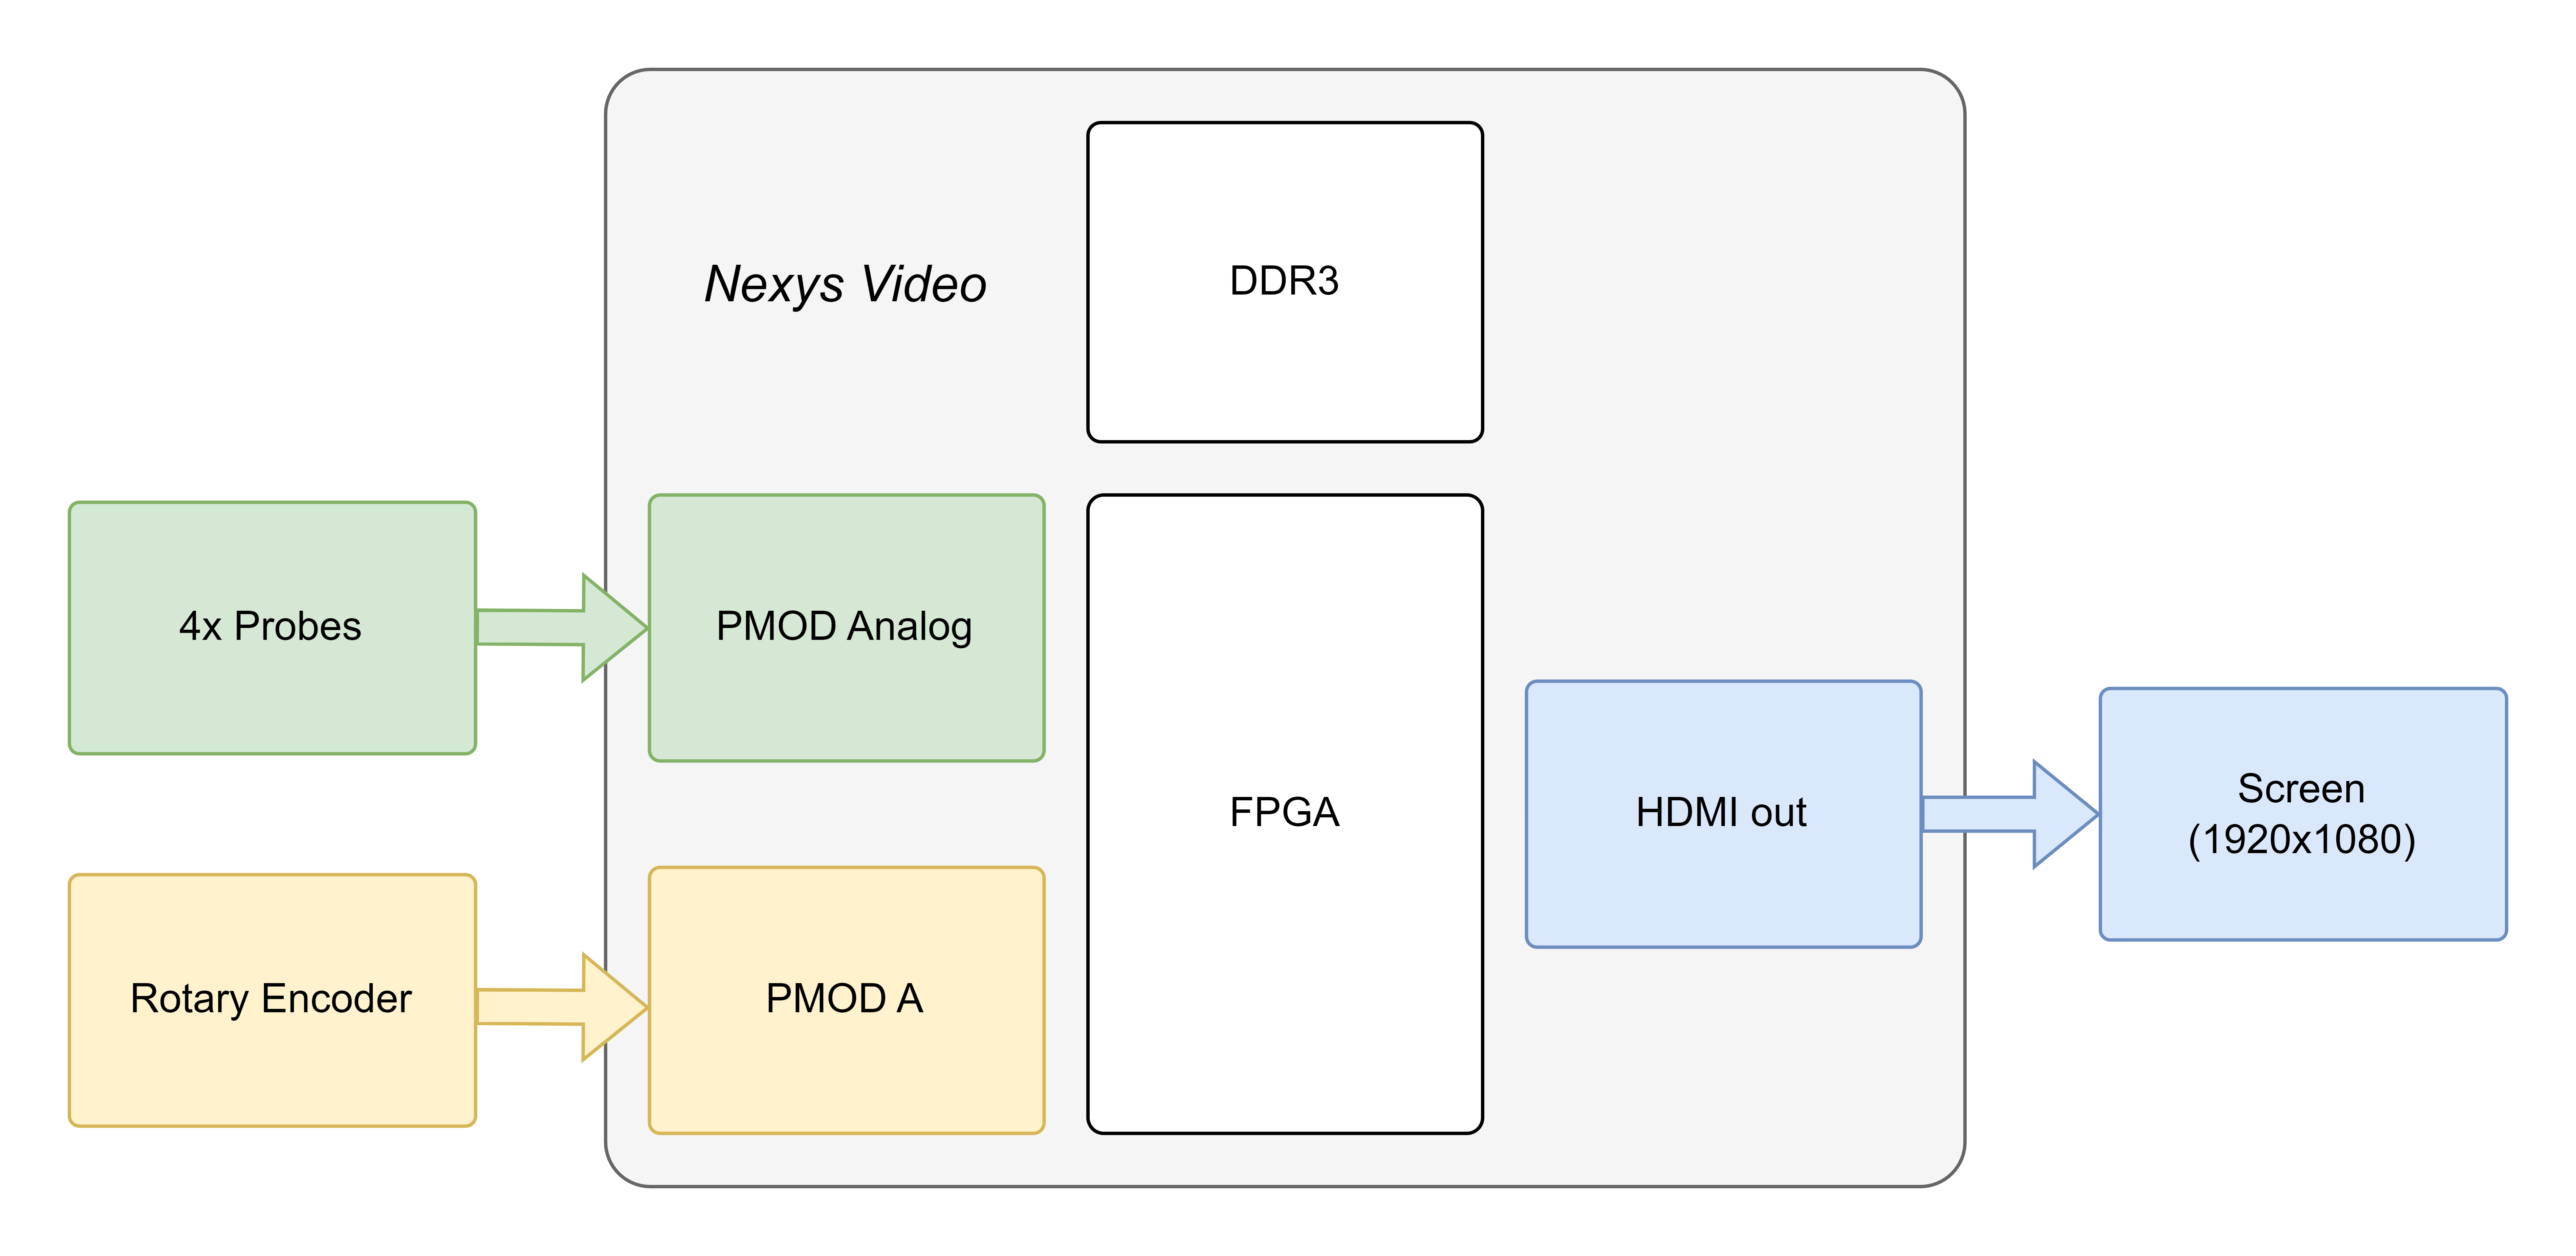 Nexys Video
DDR3
4x Probes
PMOD Analog
FPGA
HDMI out
Screen
(1920x1080)
Rotary Encoder
PMOD A